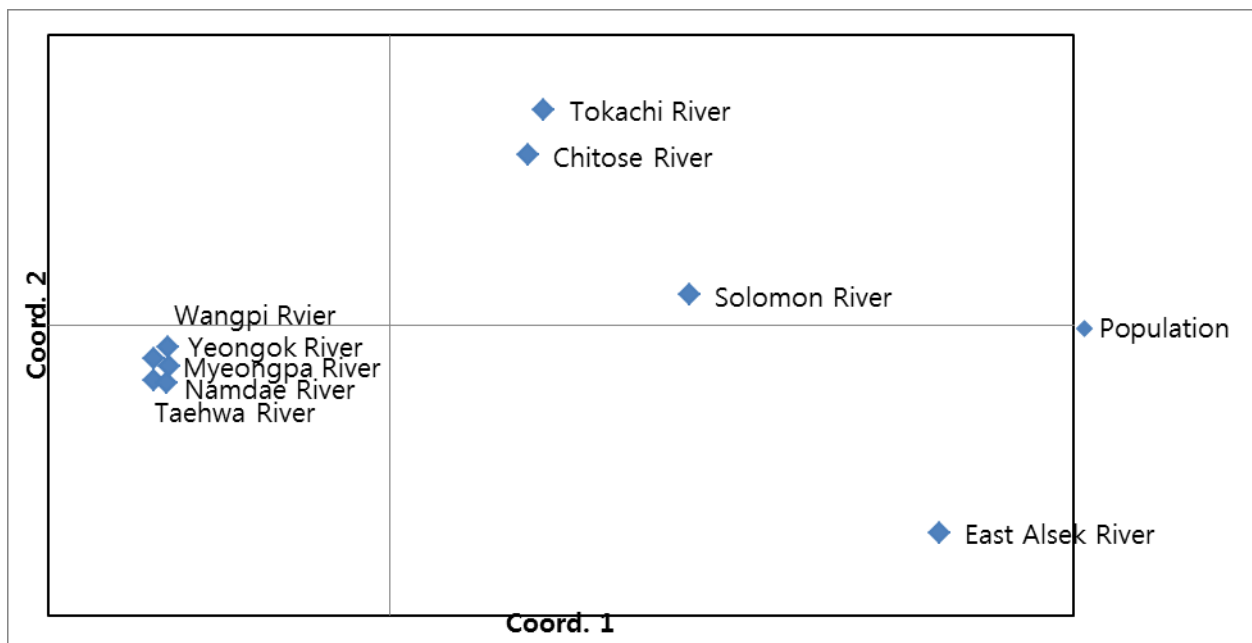 Tokachi River
Chitose River
Solomon River
Wangpi Rvier
Population
Yeongok River
Myeongpa River
Namdae River
Taehwa River
East Alsek River
Coord. 2
Coord. 1